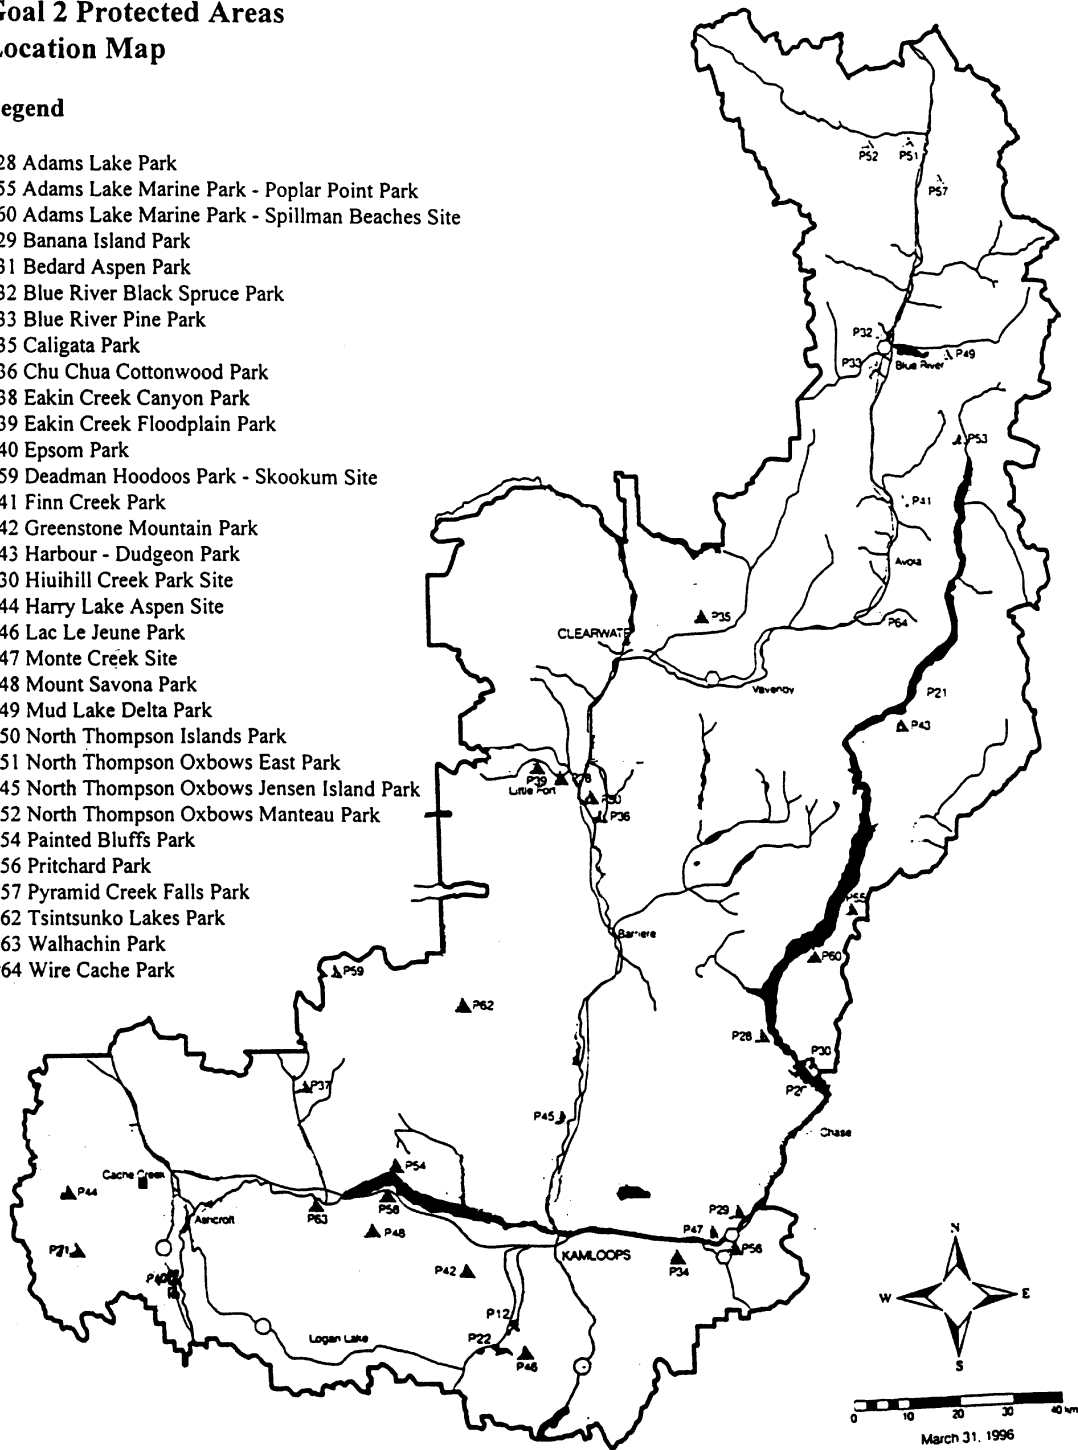 Goal 2 Protected Areas
Location Map
egend
28 Adams Lake Park
55 Adams Lake Marine Park - Poplar Point Park
60 Adams Lake Marine Park - Spillman Beaches Site
29 Banana Island Park
31 Bedard Aspen Park
32 Blue River Black Spruce Park
33 Blue River Pine Park
35 Caligata Park
36 Chu Chua Cottonwood Park
38 Eakin Creek Canyon Park
39 Eakin Creek Floodplain Park
40 Epsom Park
59 Deadman Hoodoos Park - Skookum Site
41 Finn Creek Park
42 Greenstone Mountain Park
43 Harbour - Dudgeon Park
30 Hiuihill Creek Park Site
44 Harry Lake Aspen Site
46 Lac Le Jeune Park
47 Monte Creek Site
48 Mount Savona Park
49 Mud Lake Delta Park
50 North Thompson Islands Park
51 North Thompson Oxbows East Park
45 North Thompson Oxbows Jensen Island Park
52 North Thompson Oxbows Manteau Park
54 Painted Bluffs Park
56 Pritchard Park
57 Pyramid Creek Falls Park
62 Tsintsunko Lakes Park
63 Walhachin Park
64 Wire Cache Park
P52
P51
P57
P32
P33
Blue River
P49
P53
P41
Avola
P64
P35
CLEARWATE
Vavenby
P21
P43
P39
Little Fort
P50
P36
P55
Barriere
P60
P59
P62
P28
P30
P37
P45
Chase
P54
Cache Creek
P44
P63
P58
P48
Ashcroft
P29
P47
P56
KAMLOOPS
P34
P42
P12
P22
P46
Logan Lake
N
W
E
S
0 10 20 30 40 km
March 31, 1996